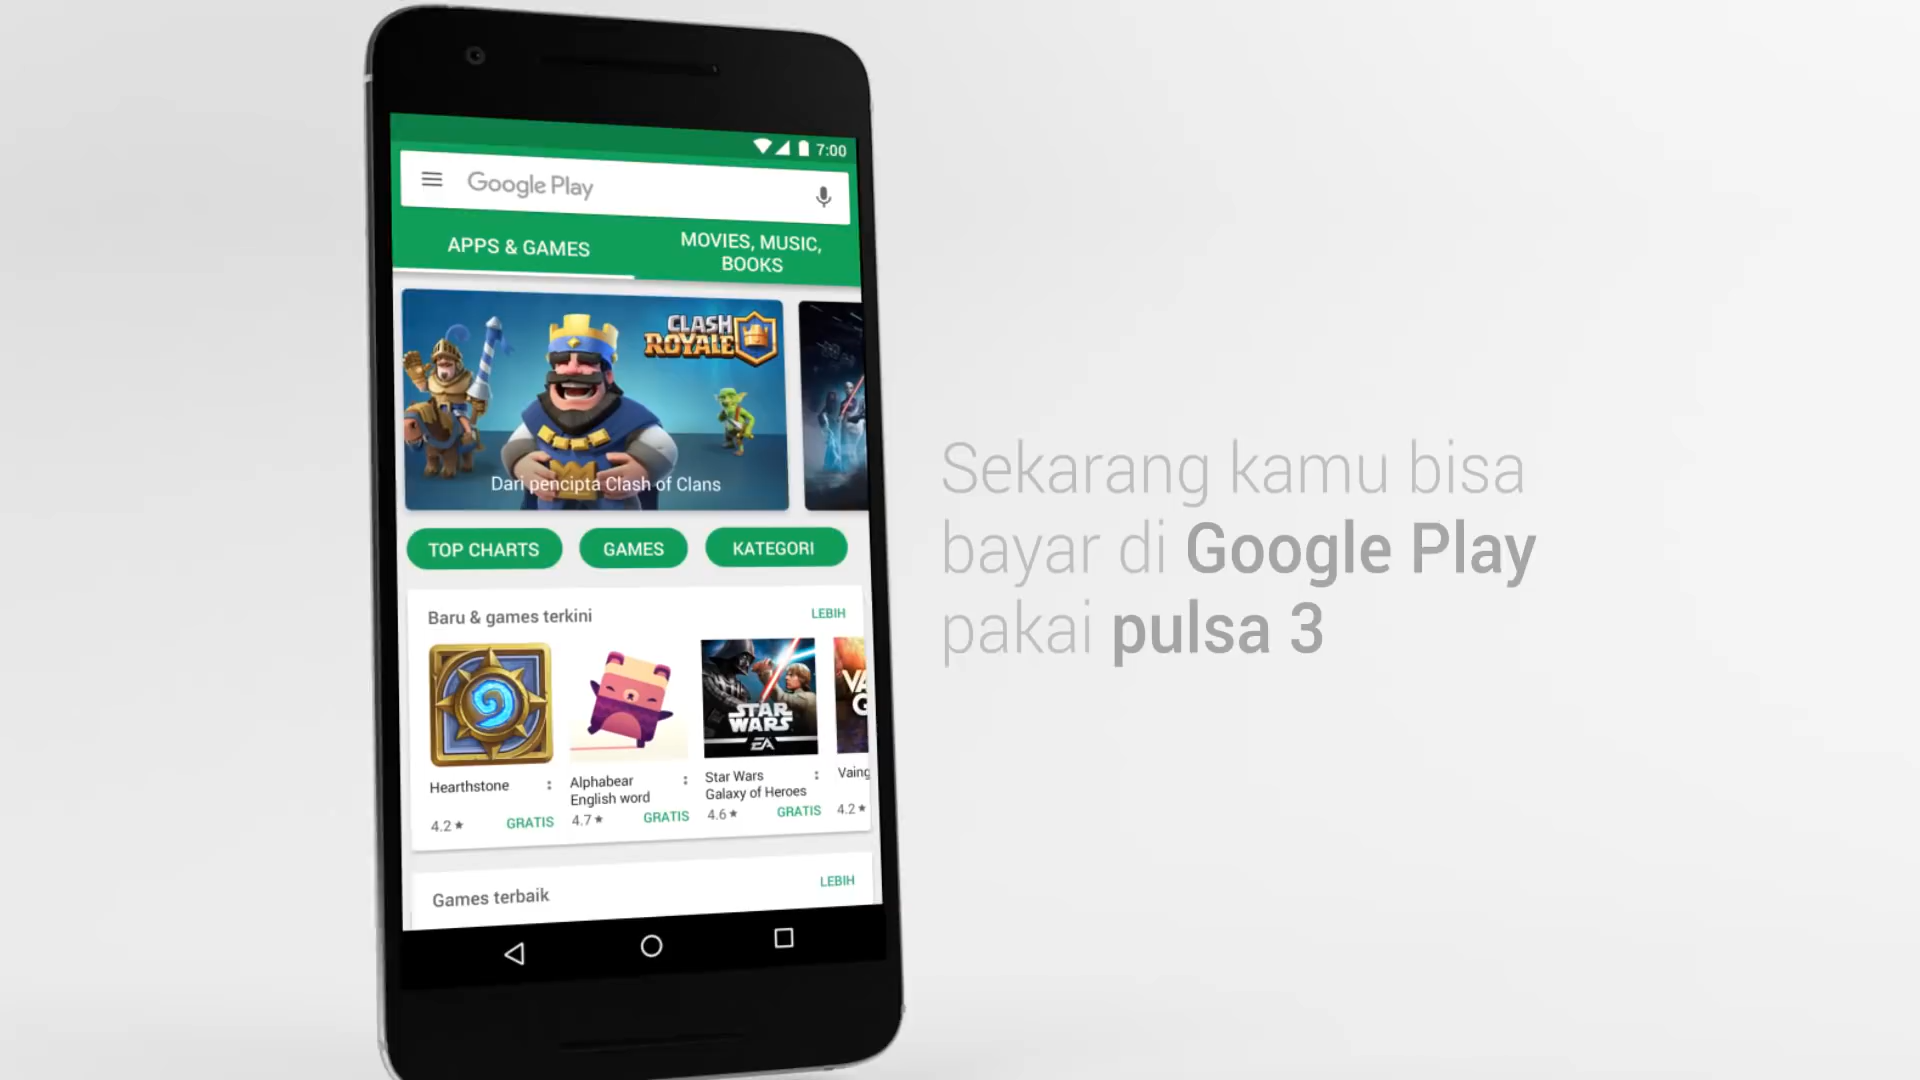 7:00
Google Play
APPS & GAMES
MOVIES, MUSIC,
BOOKS
CLASH
ROYALE
Dari pencipta Clash of Clans
TOP CHARTS
GAMES
KATEGORI
Baru & games terkini
LEBIH
STAR
WARS
EA
Hearthstone
4.2 ★
GRATIS
Alphabear
English word
4.7 ★
GRATIS
Star Wars
Galaxy of Heroes
4.6 ★
GRATIS
4.2 ★
Games terbaik
LEBIH
Sekarang kamu bisa
bayar di Google Play
pakai pulsa 3